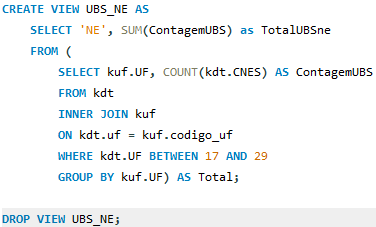 CREATE VIEW UBS_NE AS
SELECT 'NE', SUM(ContagemUBS) as TotalUBSne
FROM (
SELECT kuf.UF, COUNT(kdt.CNES) AS ContagemUBS
FROM kdt
INNER JOIN kuf
ON kdt.uf = kuf.codigo_uf
WHERE kdt.UF BETWEEN 17 AND 29
GROUP BY kuf.UF) AS Total;
DROP VIEW UBS_NE;